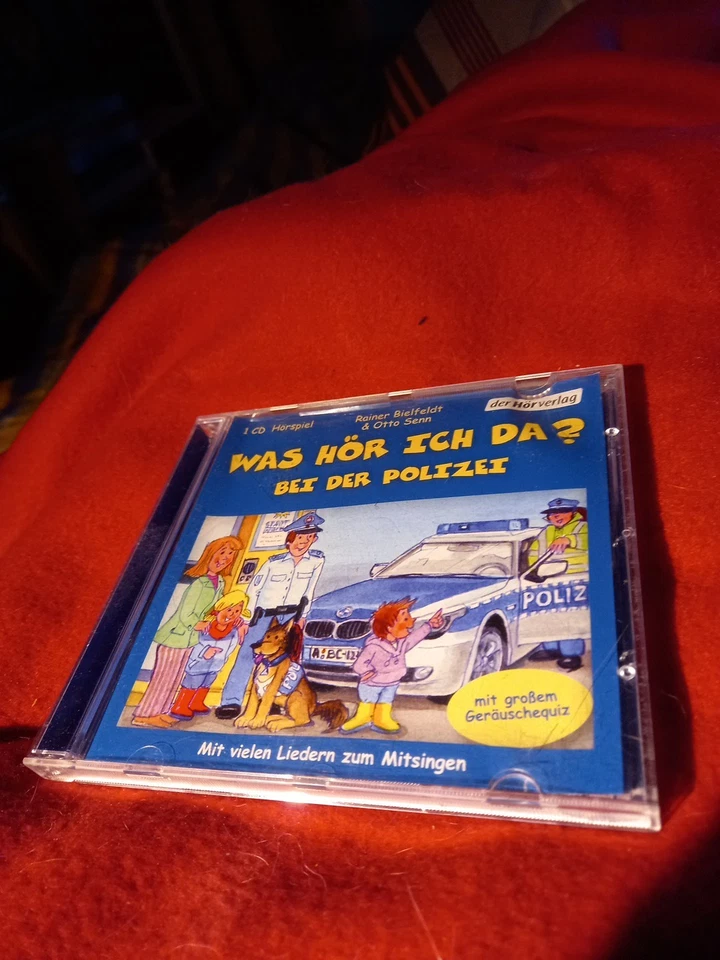 1 CD Hörspiel
Rainer Bielfeldt
& Otto Senn
der Hörverlag
WAS HÖR ICH DA?
BEI DER POLIZEI
POLIZ
A:BC-12
mit großem
Geräuschequiz
Mit vielen Liedern zum Mitsingen